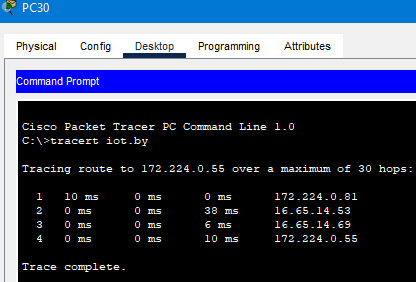 PC30
Physical Config Desktop Programming Attributes
Command Prompt
Cisco Packet Tracer PC Command Line 1.0
C:\>tracert iot.by
Tracing route to 172.224.0.55 over a maximum of 30 hops:
1 10 ms 0 ms 0 ms 172.224.0.81
2 0 ms 0 ms 38 ms 16.65.14.53
3 0 ms 0 ms 6 ms 16.65.14.69
4 0 ms 0 ms 10 ms 172.224.0.55
Trace complete.